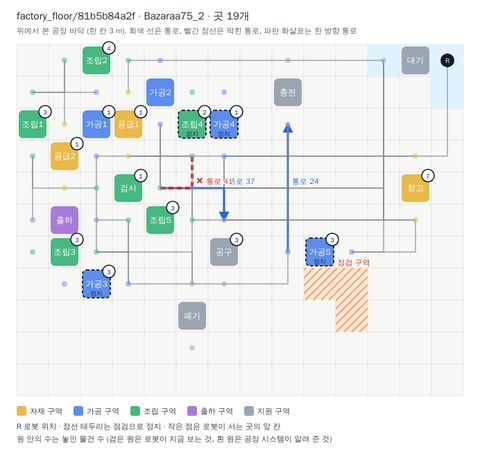 factory_floor/81b5b84a2f · Bazaraa75_2 · 곳 19개
위에서 본 공장 바닥 (한 칸 3 m). 회색 선은 통로, 빨간 점선은 막힌 통로, 파란 화살표는 한 방향 통로
조립2 4
대기
R
가공2
충전
조립1 3
가공1 1
공급1 1
조립4 2
정지
가공4 1
정지
공급2 1
검사 1
✕ 통로 41
통로 37
통로 24
창고 7
출하
조립5 3
조립3 3
공구 3
가공5 3
정지
점검 구역
가공3 3
정지
폐기
자재 구역
가공 구역
조립 구역
출하 구역
지원 구역
R 로봇 위치 · 점선 테두리는 점검으로 정지 · 작은 점은 로봇이 서는 곳의 앞 칸
원 안의 수는 놓인 물건 수 (검은 원은 로봇이 지금 보는 것, 흰 원은 공장 시스템이 알려 준 것)